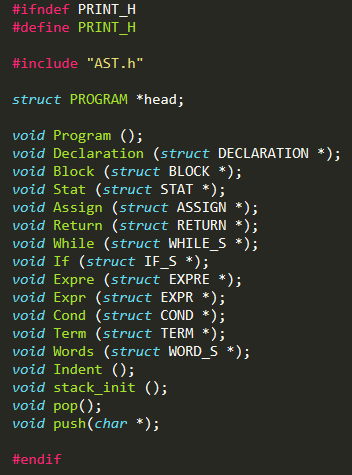 #ifndef PRINT_H
#define PRINT_H
#include "AST.h"
struct PROGRAM *head;
void Program ();
void Declaration (struct DECLARATION *);
void Block (struct BLOCK *);
void Stat (struct STAT *);
void Assign (struct ASSIGN *);
void Return (struct RETURN *);
void While (struct WHILE_S *);
void If (struct IF_S *);
void Expre (struct EXPRE *);
void Expr (struct EXPR *);
void Cond (struct COND *);
void Term (struct TERM *);
void Words (struct WORD_S *);
void Indent ();
void stack_init ();
void pop();
void push(char *);
#endif